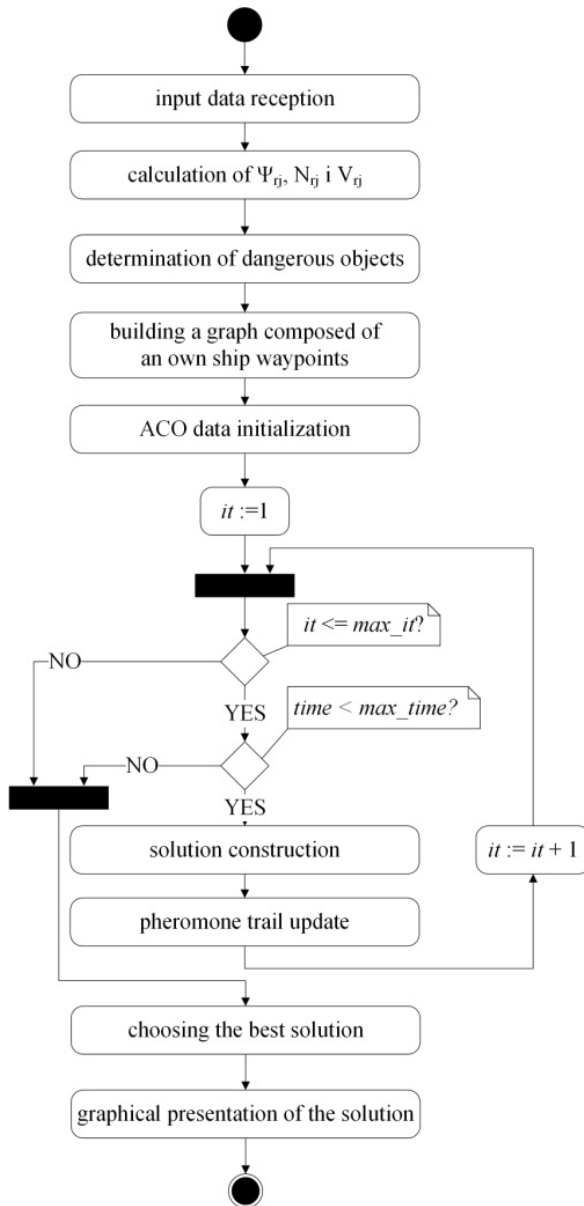 input data reception
calculation of Ψrj, Nrj i Vrj
determination of dangerous objects
building a graph composed of
an own ship waypoints
ACO data initialization
it :=1
it <= max_it?
NO
YES
time < max_time?
NO
YES
solution construction
it := it + 1
pheromone trail update
choosing the best solution
graphical presentation of the solution